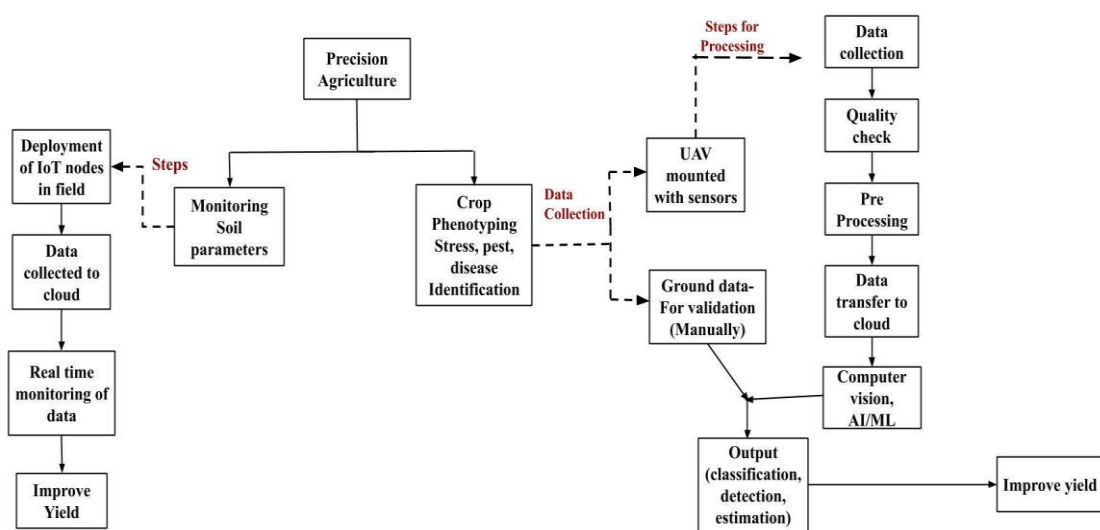 Precision
Agriculture
Steps
Deployment
of IoT nodes
in field
Monitoring
Soil
parameters
Data
collected to
cloud
Real time
monitoring of
data
Improve
Yield
Crop
Phenotyping
Stress, pest,
disease
Identification
Data
Collection
UAV
mounted
with sensors
Ground data-
For validation
(Manually)
Steps for
Processing
Data
collection
Quality
check
Pre
Processing
Data
transfer to
cloud
Computer
vision,
AI/ML
Output
(classification,
detection,
estimation)
Improve yield